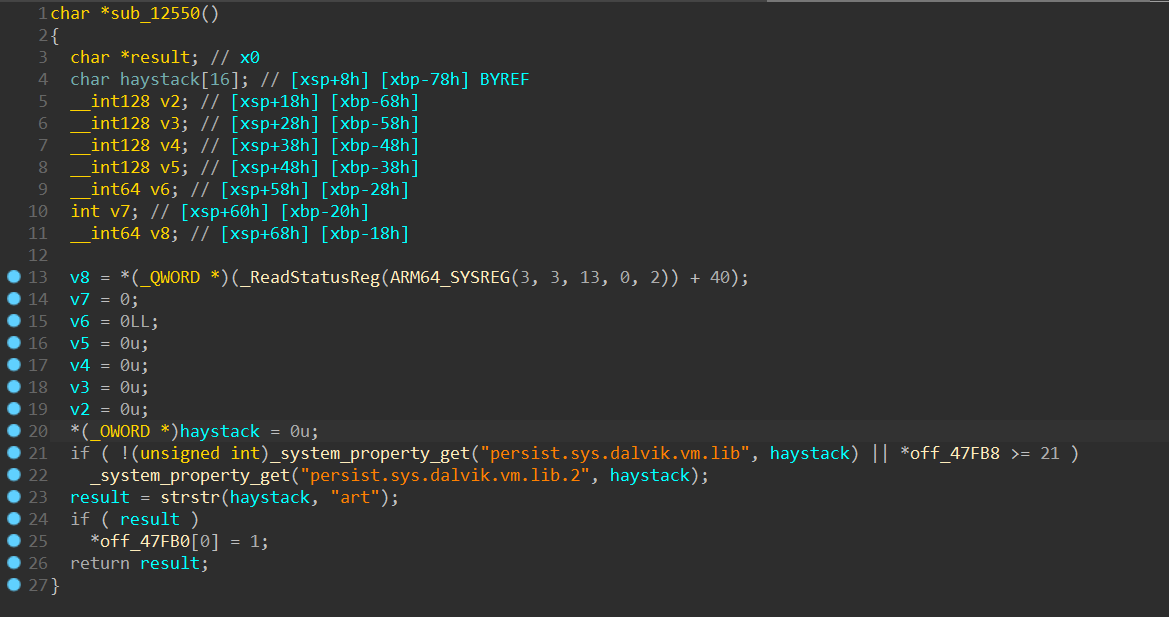 1 char *sub_12550()
2 {
3   char *result; // x0
4   char haystack[16]; // [xsp+8h] [xbp-78h] BYREF
5   __int128 v2; // [xsp+18h] [xbp-68h]
6   __int128 v3; // [xsp+28h] [xbp-58h]
7   __int128 v4; // [xsp+38h] [xbp-48h]
8   __int128 v5; // [xsp+48h] [xbp-38h]
9   __int64 v6; // [xsp+58h] [xbp-28h]
10   int v7; // [xsp+60h] [xbp-20h]
11   __int64 v8; // [xsp+68h] [xbp-18h]
12
13   v8 = *(_QWORD *)(_ReadStatusReg(ARM64_SYSREG(3, 3, 13, 0, 2)) + 40);
14   v7 = 0;
15   v6 = 0LL;
16   v5 = 0u;
17   v4 = 0u;
18   v3 = 0u;
19   v2 = 0u;
20   *(_OWORD *)haystack = 0u;
21   if ( !(unsigned int)_system_property_get("persist.sys.dalvik.vm.lib", haystack) || *off_47FB8 >= 21 )
22     _system_property_get("persist.sys.dalvik.vm.lib.2", haystack);
23   result = strstr(haystack, "art");
24   if ( result )
25     *off_47FB0[0] = 1;
26   return result;
27 }